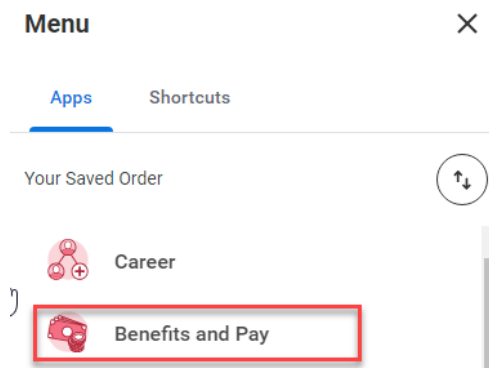 Menu
Apps Shortcuts
Your Saved Order
Career
Benefits and Pay